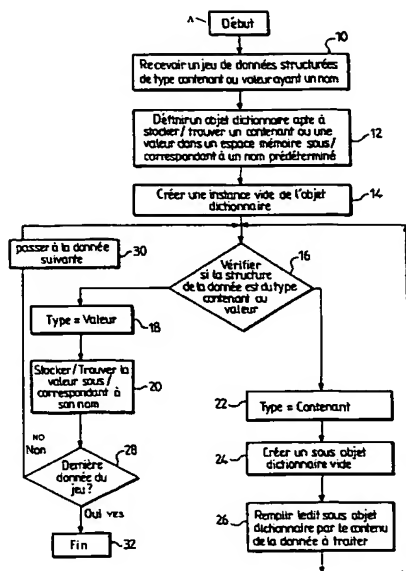 A
Début
10
Recevoir un jeu de données structurées
de type contenant ou valeur ayant un nom
Définir un objet dictionnaire apte à
stocker/trouver un contenant ou une
valeur dans un espace mémoire sous/
correspondant à un nom prédéterminé
12
Créer une instance vide de l'objet
dictionnaire
14
passer à la donnée
suivante
30
Vérifier
si la structure
de la donnée est du type
contenant ou
valeur
16
Type = Valeur
18
Stocker/Trouver la
valeur sous/
correspondant à
son nom
20
22
Type = Contenant
24
Créer un sous objet
dictionnaire vide
NO
Non
Dernière
donnée du
jeu?
28
26
Remplir ledit sous objet
dictionnaire par le contenu
de la donnée à traiter
Oui YES
Fin
32